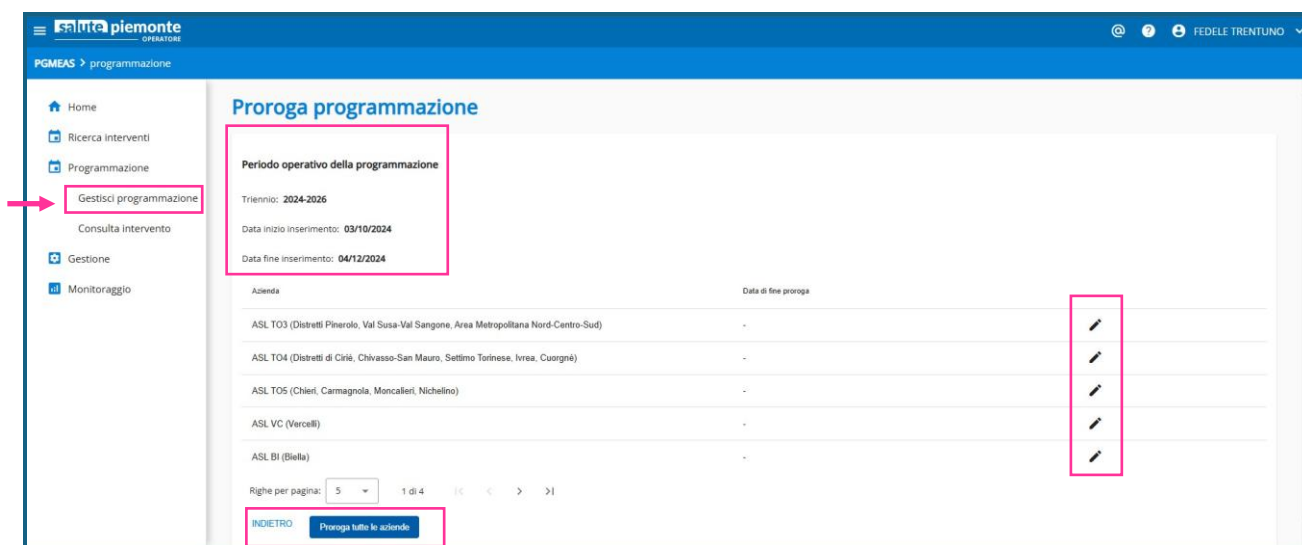 salute piemonte
OPERATORE
FEDELE TRENTUNO
PGMEAS > programmazione
Home
Ricerca interventi
Programmazione
Gestisci programmazione
Consulta intervento
Gestione
Monitoraggio
Proroga programmazione
Periodo operativo della programmazione
Triennio: 2024-2026
Data inizio inserimento: 03/10/2024
Data fine inserimento: 04/12/2024
Azienda Data di fine proroga
ASL TO3 (Distretti Pinerolo, Val Susa-Val Sangone, Area Metropolitana Nord-Centro-Sud) -
ASL TO4 (Distretti di Ciriè, Chivasso-San Mauro, Settimo Torinese, Ivrea, Cuorgnè) -
ASL TO5 (Chieri, Carmagnola, Moncalieri, Nichelino) -
ASL VC (Vercelli) -
ASL BI (Biella) -
Righe per pagina: 5 1 di 4
INDIETRO Proroga tutte le aziende